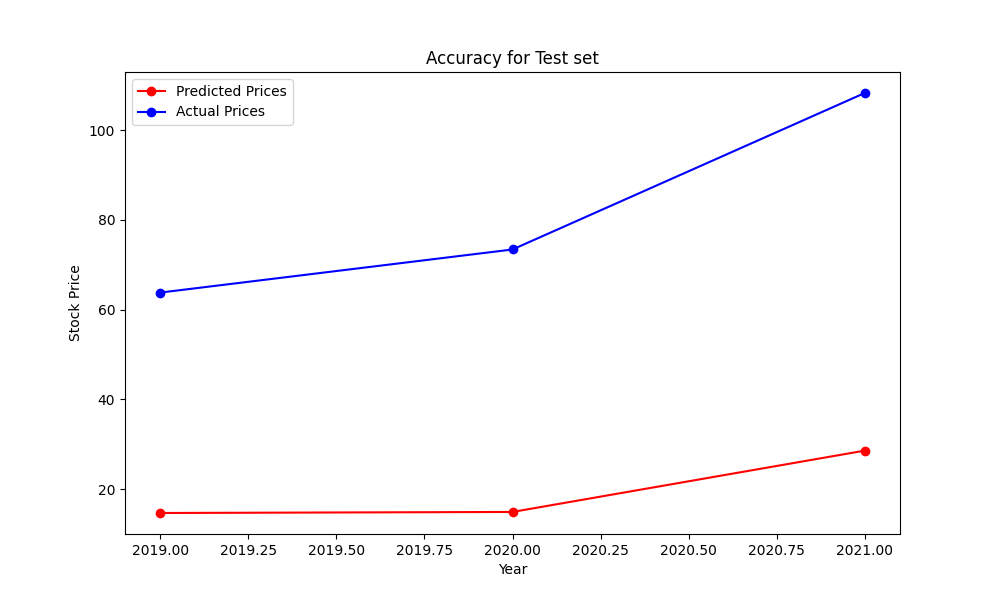 Accuracy for Test set
Predicted Prices
Actual Prices
100
80
60
40
20
Stock Price
2019.00 2019.25 2019.50 2019.75 2020.00 2020.25 2020.50 2020.75 2021.00
Year